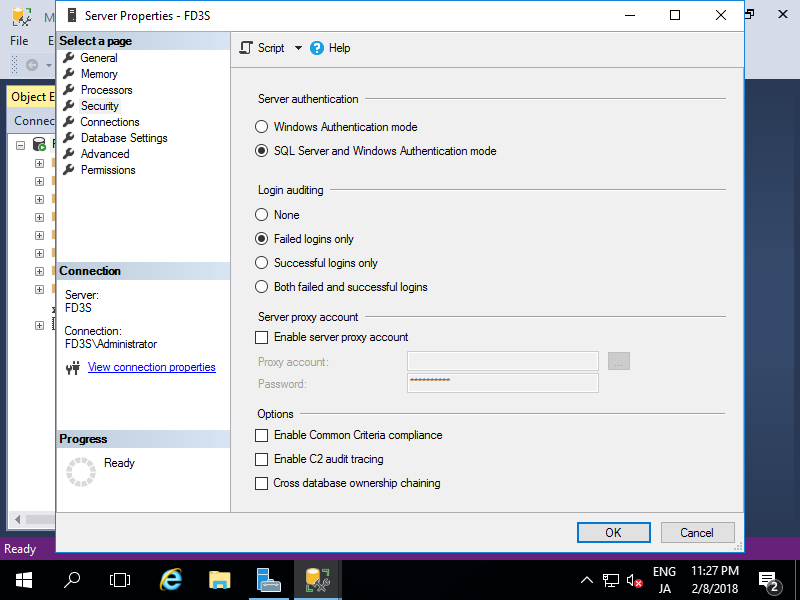 Server Properties - FD3S
M
File
Select a page
General
Memory
Processors
Security
Connections
Database Settings
Advanced
Permissions
Script
Help
Object E
Connec
Server authentication
Windows Authentication mode
SQL Server and Windows Authentication mode
Login auditing
None
Failed logins only
Successful logins only
Both failed and successful logins
Connection
Server:
FD3S
Connection:
FD3S\Administrator
View connection properties
Server proxy account
Enable server proxy account
Proxy account:
...
Password:
**********
Options
Enable Common Criteria compliance
Enable C2 audit tracing
Cross database ownership chaining
Progress
Ready
OK
Cancel
Ready
ENG
JA
11:27 PM
2/8/2018
2